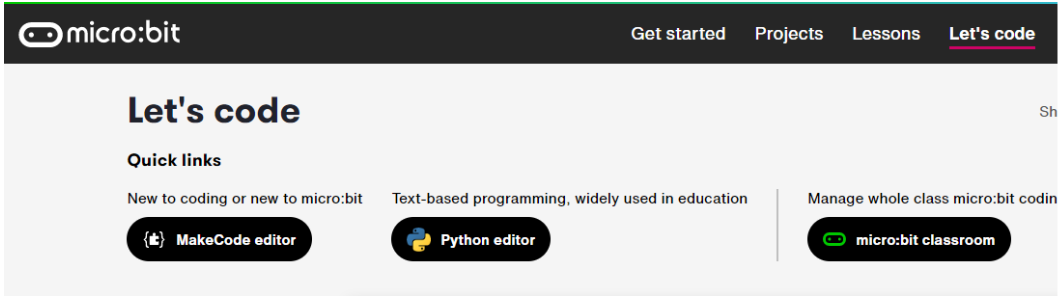 micro:bit
Get started Projects Lessons Let's code
Let's code
Sh
Quick links
New to coding or new to micro:bit
MakeCode editor
Text-based programming, widely used in education
Python editor
Manage whole class micro:bit codin
micro:bit classroom